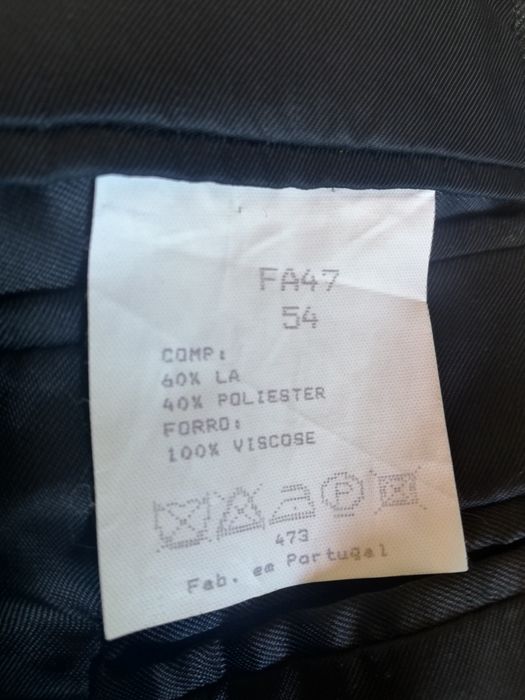 FA47
54
COMP:
60% LA
40% POLIESTER
FORRO:
100% VISCOSE
P
473
Fab. em Portugal